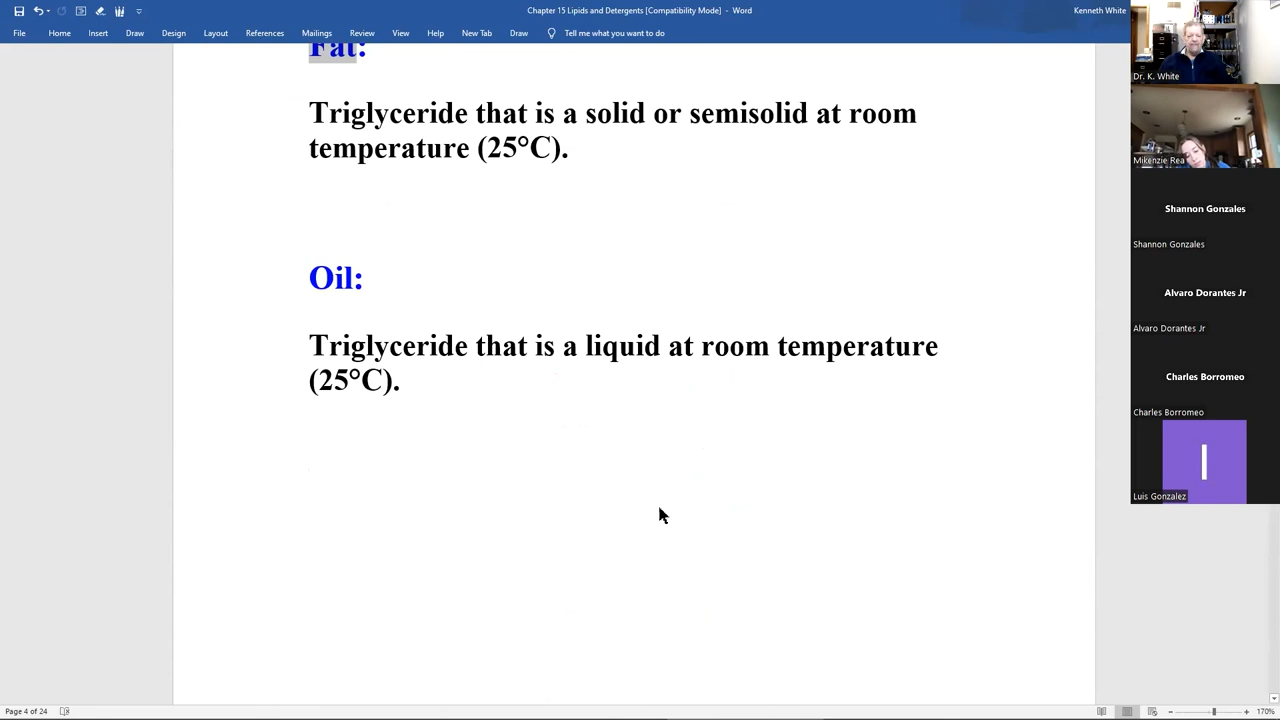 Chapter 15 Lipids and Detergents [Compatibility Mode] - Word
Kenneth White
File Home Insert Draw Design Layout References Mailings Review View Help New Tab Draw Tell me what you want to do
Fat:
Triglyceride that is a solid or semisolid at room
temperature (25°C).
Oil:
Triglyceride that is a liquid at room temperature
(25°C).
Dr. K. White
Mikenzie Rea
Shannon Gonzales
Shannon Gonzales
Alvaro Dorantes Jr
Alvaro Dorantes Jr
Charles Borromeo
Charles Borromeo
I
Luis Gonzalez
Page 4 of 24
170%